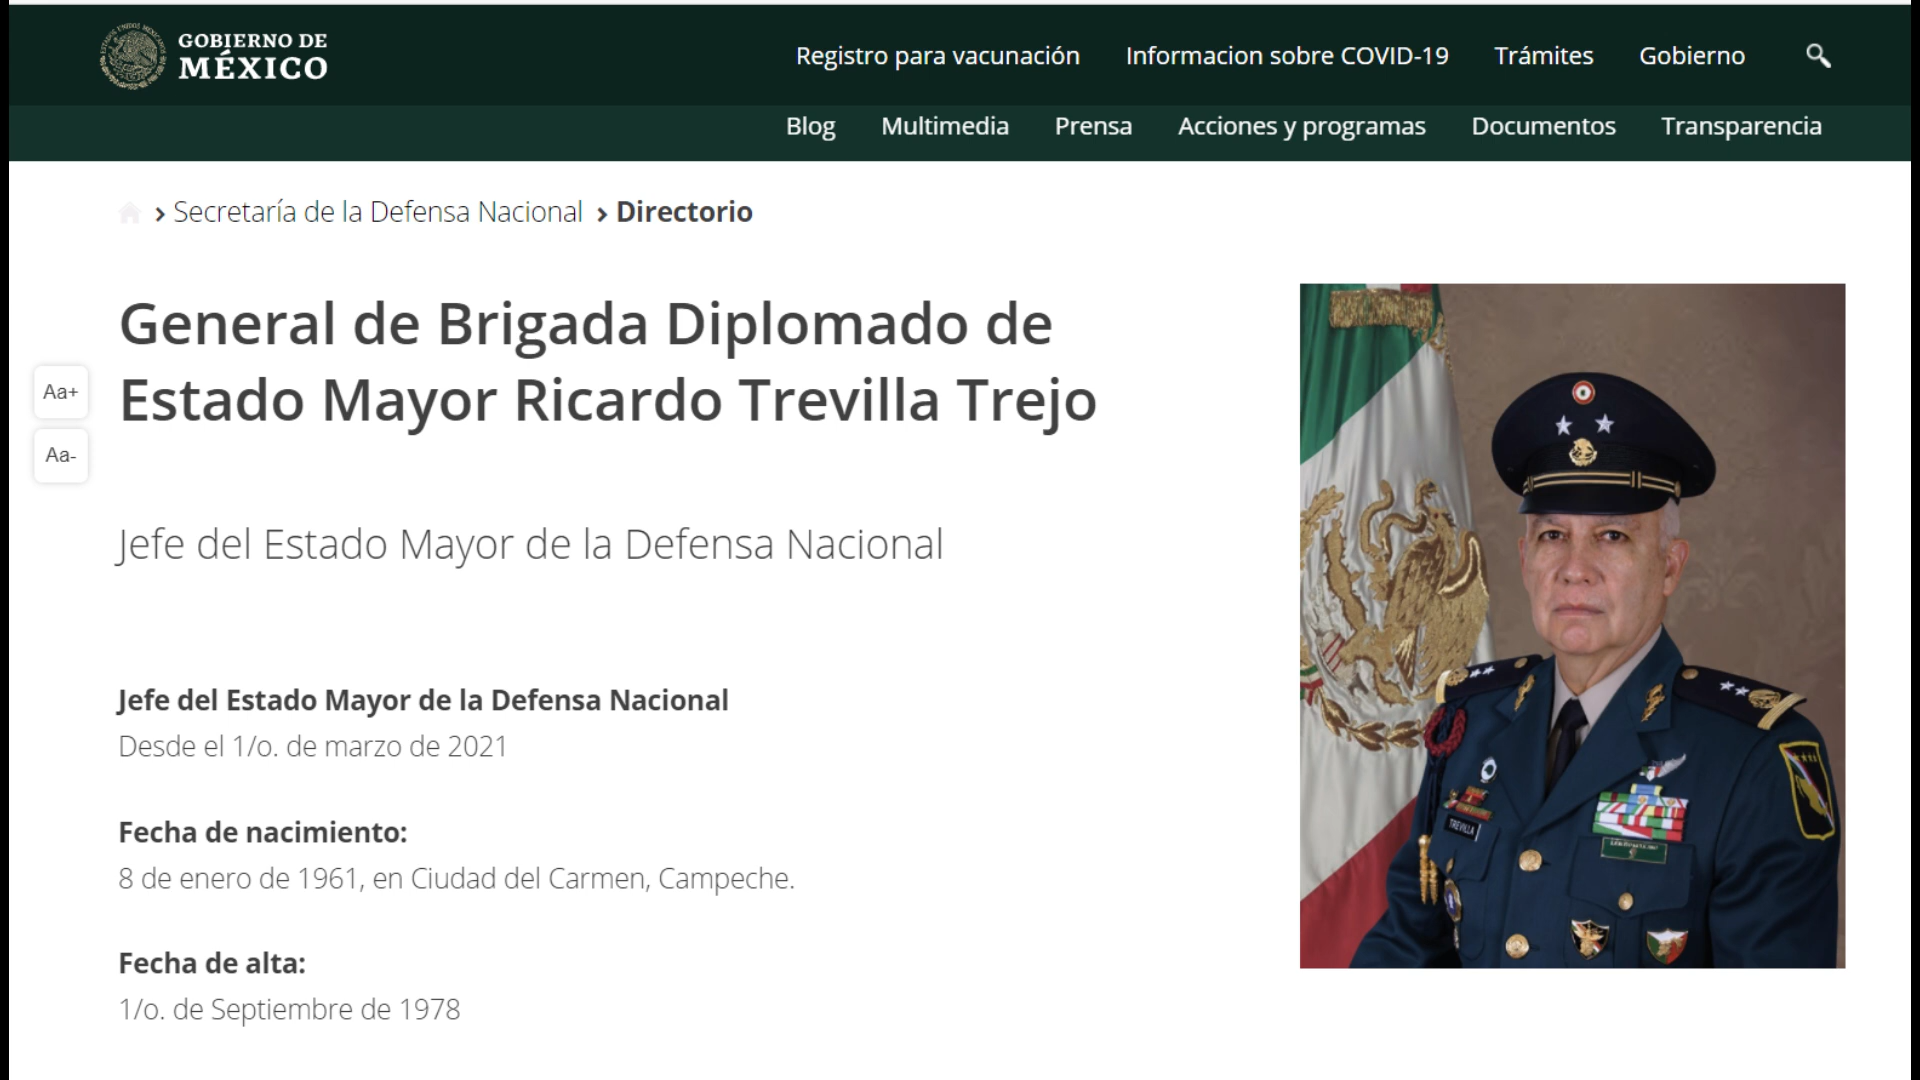 GOBIERNO DE
MÉXICO
Registro para vacunación Informacion sobre COVID-19 Trámites Gobierno
Blog Multimedia Prensa Acciones y programas Documentos Transparencia
> Secretaría de la Defensa Nacional > Directorio
General de Brigada Diplomado de
Estado Mayor Ricardo Trevilla Trejo
Aa+
Aa-
Jefe del Estado Mayor de la Defensa Nacional
Jefe del Estado Mayor de la Defensa Nacional
Desde el 1/o. de marzo de 2021
Fecha de nacimiento:
8 de enero de 1961, en Ciudad del Carmen, Campeche.
Fecha de alta:
1/o. de Septiembre de 1978
TREVILLA